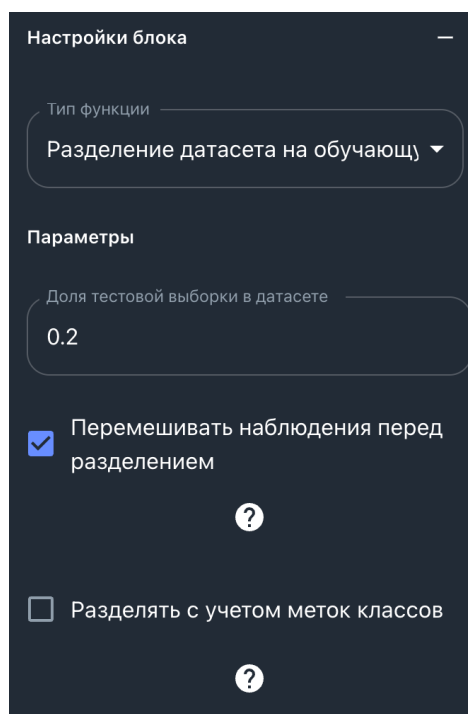 Настройки блока
Тип функции
Разделение датасета на обучающу
Параметры
Доля тестовой выборки в датасете
0.2
Перемешивать наблюдения перед
разделением
?
Разделять с учетом меток классов
?